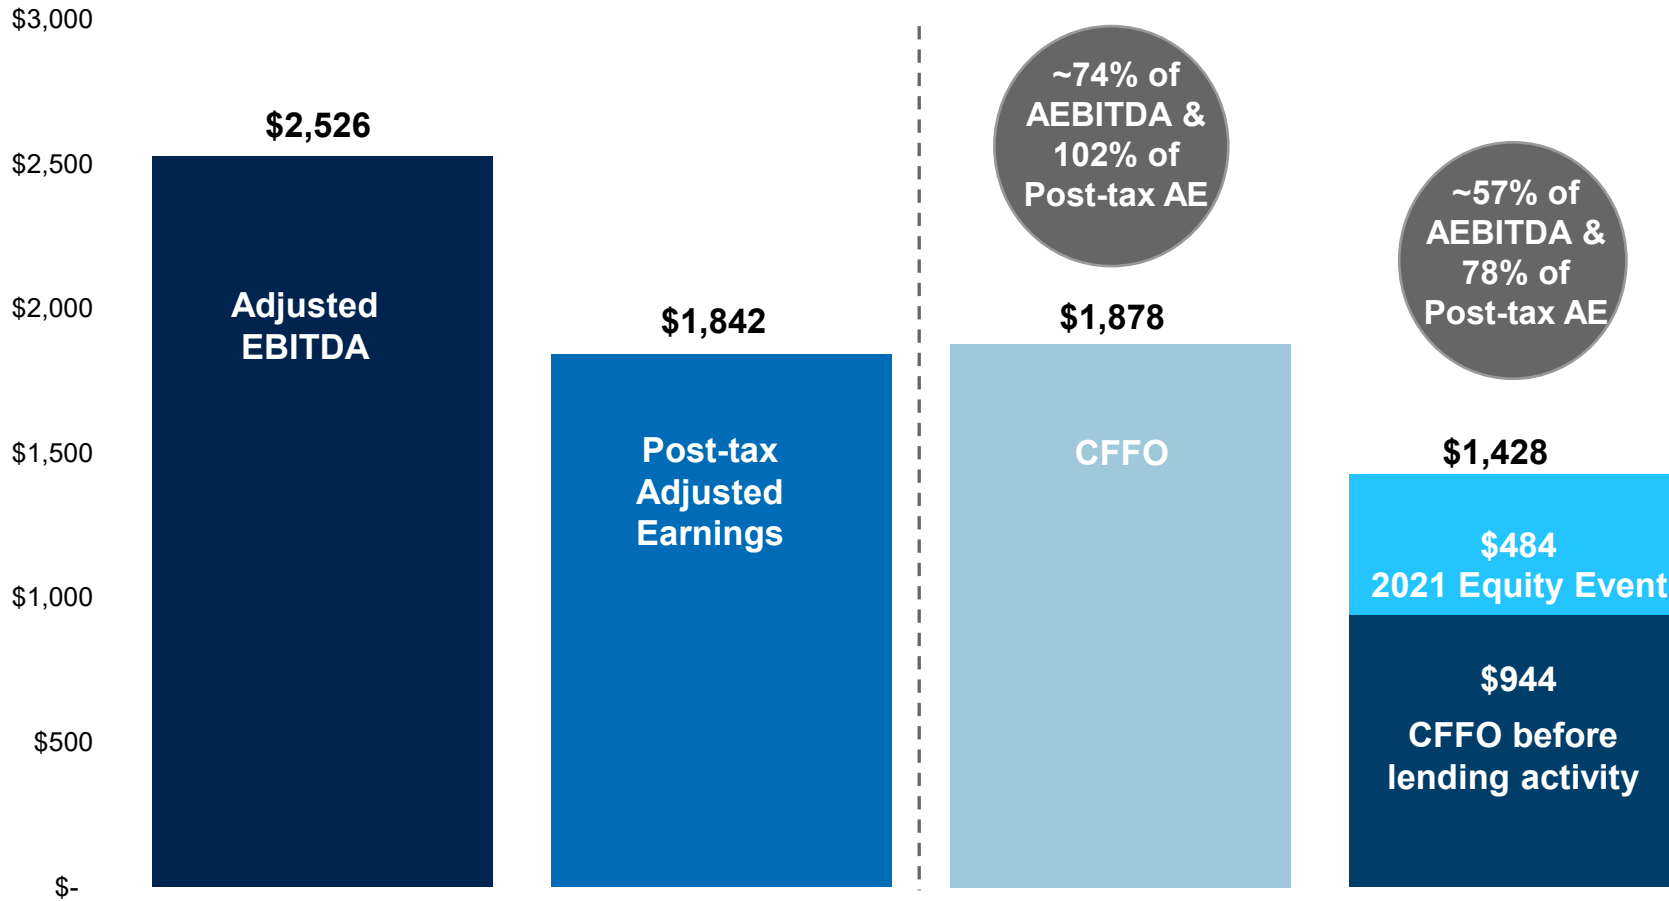 $3,000
$2,500
$2,000
$1,500
$1,000
$500
$-
$2,526
Adjusted
EBITDA
$1,842
Post-tax
Adjusted
Earnings
~74% of
AEBITDA &
102% of
Post-tax AE
$1,878
CFFO
~57% of
AEBITDA &
78% of
Post-tax AE
$1,428
$484
2021 Equity Event
$944
CFFO before
lending activity